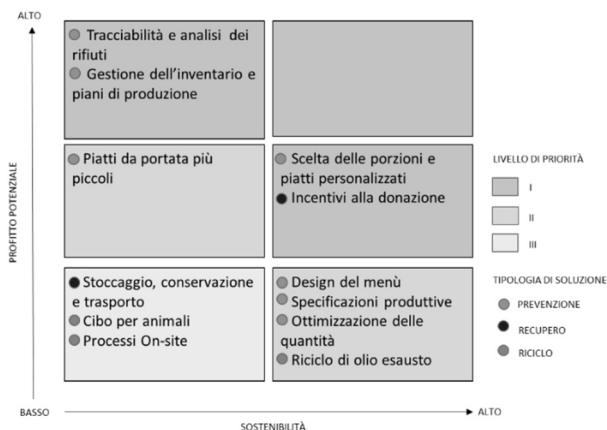 ALTO
Tracciabilità e analisi dei
rifiuti
Gestione dell'inventario e
piani di produzione
Piatti da portata più
piccoli
Scelta delle porzioni e
piatti personalizzati
Incentivi alla donazione
Stoccaggio, conservazione
e trasporto
Cibo per animali
Processi On-site
Design del menù
Specificazioni produttive
Ottimizzazione delle
quantità
Riciclo di olio esausto
PROFITTO POTENZIALE
BASSO
SOSTENIBILITÀ
ALTO
LIVELLO DI PRIORITÀ
I
II
III
TIPOLOGIA DI SOLUZIONE
PREVENZIONE
RECUPERO
RICICLO